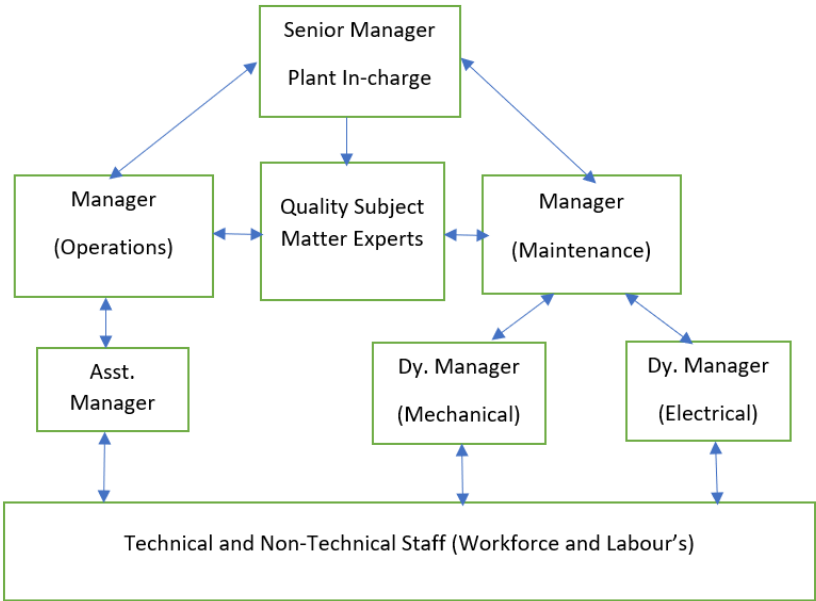 Senior Manager
Plant In-charge
Manager
(Operations)
Quality Subject
Matter Experts
Manager
(Maintenance)
Asst.
Manager
Dy. Manager
(Mechanical)
Dy. Manager
(Electrical)
Technical and Non-Technical Staff (Workforce and Labour’s)